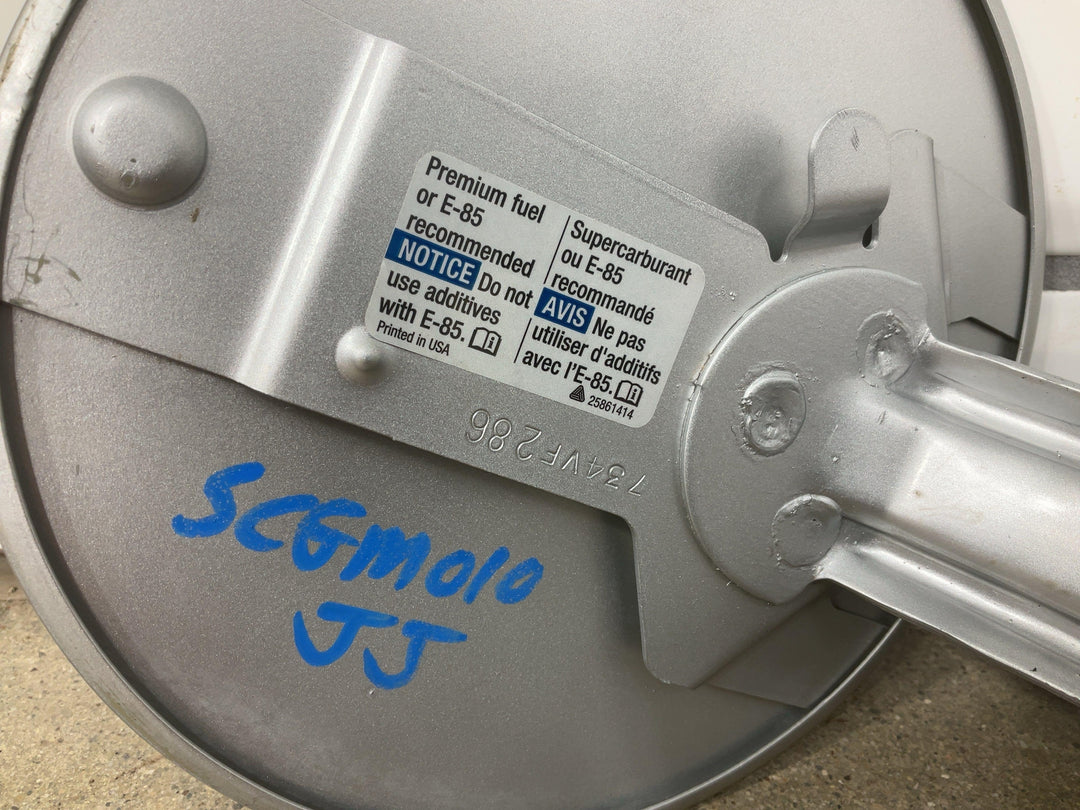 Premium fuel
or E-85
recommended
NOTICE Do not
use additives
with E-85.
Printed in USA
Supercarburant
ou E-85
recommandé
AVIS Ne pas
utiliser d'additifs
avec l'E-85.
25861414
734VF286
SCGM010
JJ